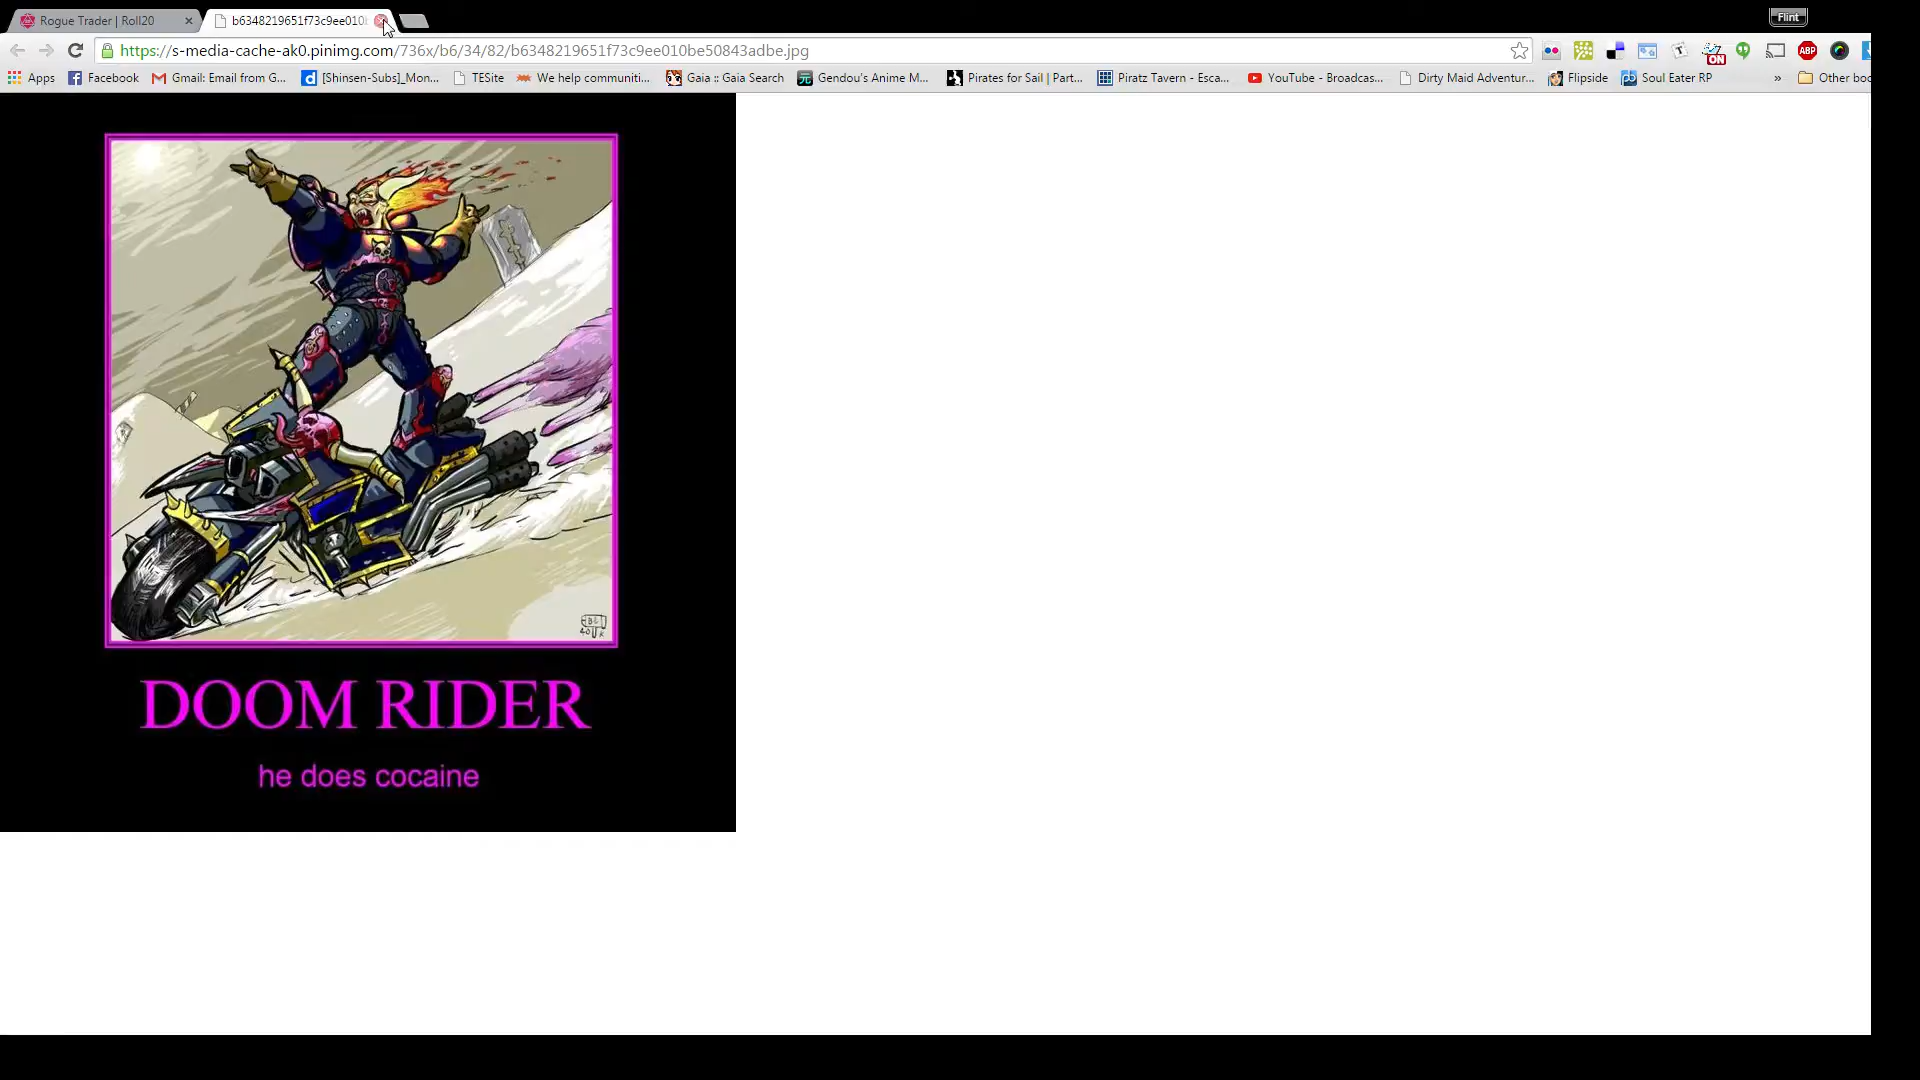 Rogue Trader | Roll20
b6348219651f73c9ee010
Flint
https://s-media-cache-ak0.pinimg.com/736x/b6/34/82/b6348219651f73c9ee010be50843adbe.jpg
ABP
ON
Apps
Facebook
Gmail: Email from G...
[Shinsen-Subs]_Mon...
TESite
We help communiti...
Gaia :: Gaia Search
Gendou's Anime M...
Pirates for Sail | Part...
Piratz Tavern - Esca...
YouTube - Broadcas...
Dirty Maid Adventur...
Flipside
Soul Eater RP
»
Other boo
DOOM RIDER
he does cocaine